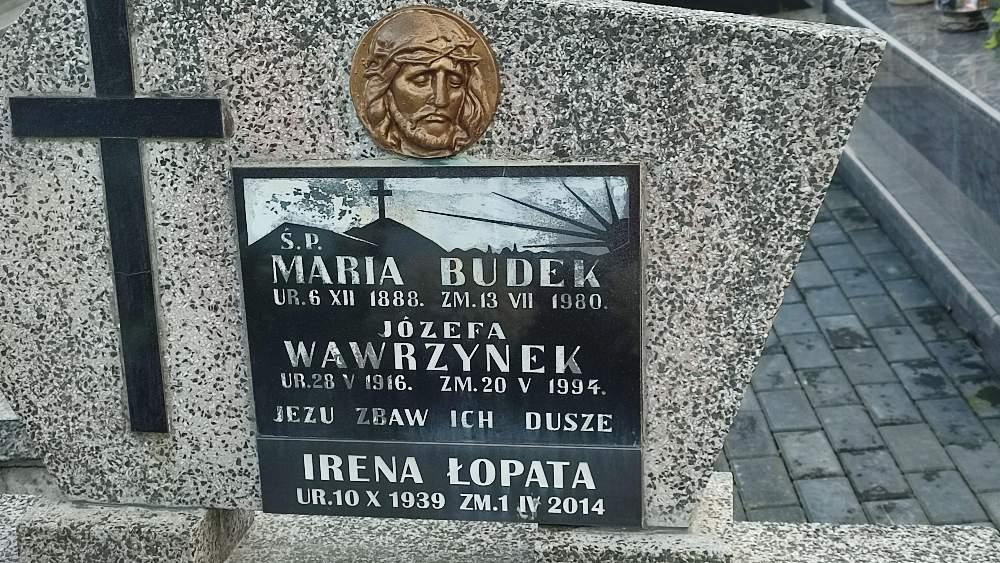 Ś.P.
MARIA BUDEK
UR. 6 XII 1888. ZM. 13 VII 1980.
JÓZEFA
WAWRZYNEK
UR. 28 V 1916. ZM. 20 V 1994.
JEZU ZBAW ICH DUSZE
IRENA ŁOPATA
UR. 10 X 1939 ZM. 1 IV 2014